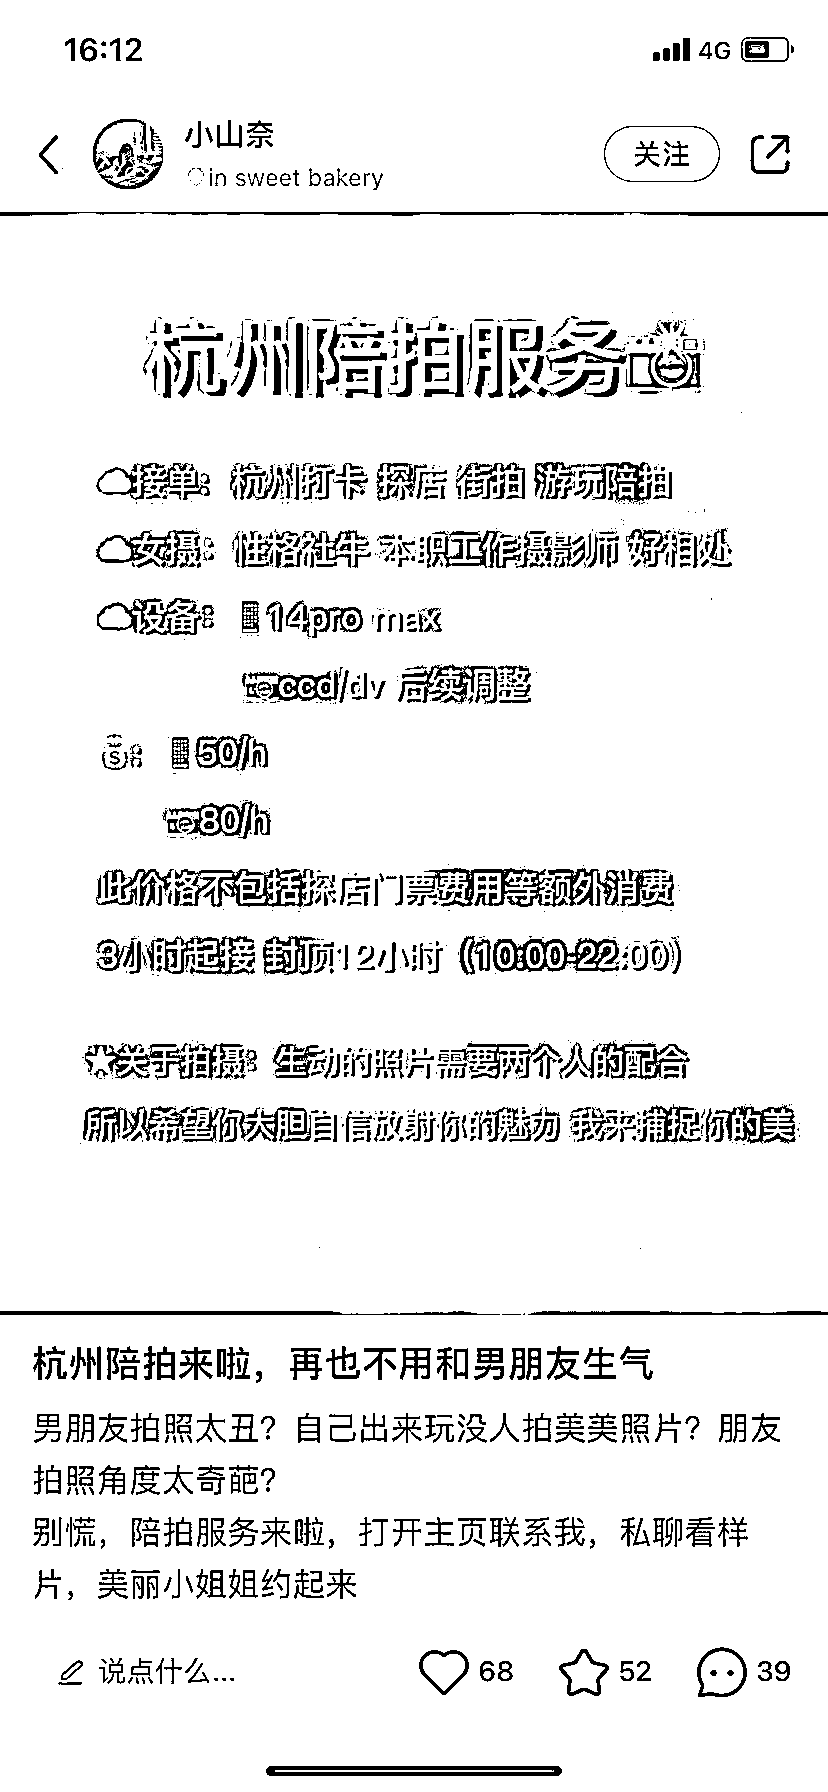 16:12
4G
小山奈
in sweet bakery
关注
杭州陪拍服务
接单：杭州打卡 探店 街拍 游玩陪拍
女摄：性格社牛 本职工作摄影师 好相处
设备：14pro max
ccd/dv 后续调整
: 50/h
80/h
此价格不包括探店门票费用等额外消费
3小时起接 封顶12小时（10:00-22:00）
关于拍摄：生动的照片需要两个人的配合
所以希望你大胆自信放射你的魅力 我来捕捉你的美
杭州陪拍来啦，再也不用和男朋友生气
男朋友拍照太丑？自己出来玩没人拍美美照片？朋友
拍照角度太奇葩？
别慌，陪拍服务来啦，打开主页联系我，私聊看样
片，美丽小姐姐约起来
说点什么...
68
52
39